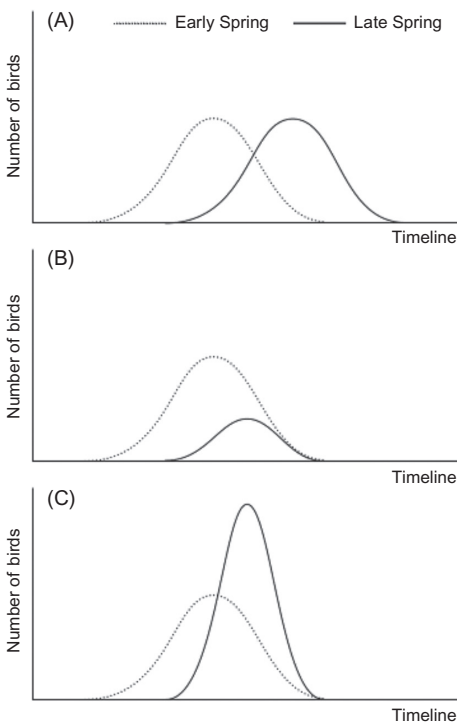 (A) Early Spring Late Spring
Number of birds
Timeline
(B)
Number of birds
Timeline
(C)
Number of birds
Timeline